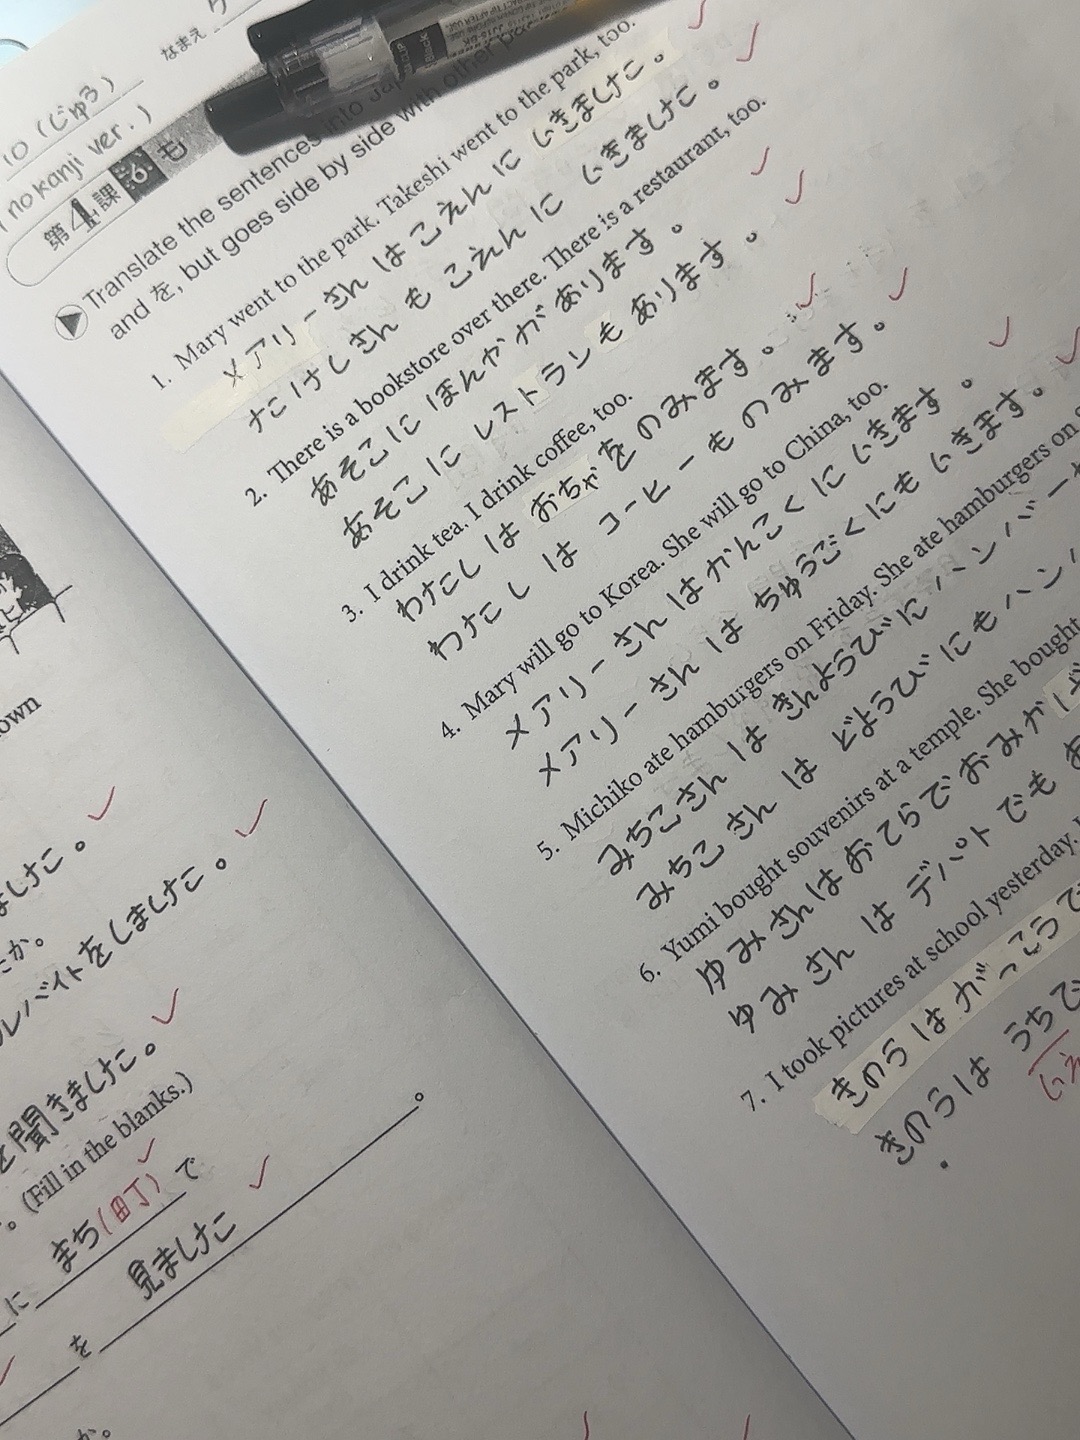 なまえ
10 (じゅう)
no kanji ver.)
第4課 6 も
Translate the sentences into Japanese
and を, but goes side by side with other
1. Mary went to the park. Takeshi went to the park, too.
メアリーさん はこえんに いきました。
たけしさん も こえんに いきました。
2. There is a bookstore over there. There is a restaurant, too.
あそこに ほんやが あります。
あそこに レストランも あります。
3. I drink tea. I drink coffee, too.
わたし は おちゃを のみます。
わたし は コーヒーも のみます。
4. Mary will go to Korea. She will go to China, too.
メアリーさん はかんこくに いきます。
メアリーさん は ちゅうごくにも いきます。
5. Michiko ate hamburgers on Friday. She ate hamburgers on
みちこさん は きんようびに ハンバー
みちこさん は どようびにも ハン
6. Yumi bought souvenirs at a temple. She bought
ゆみさんはおてらで おみやげ
ゆみさん は デパートでも
7. I took pictures at school yesterday.
きのう は がっこうで
きのうは うちで
いえ
own
ました。
たか。
ルバイトをしました。
を聞きました。
。(Fill in the blanks.)
に まち(町) で
を 見ました 。
か。